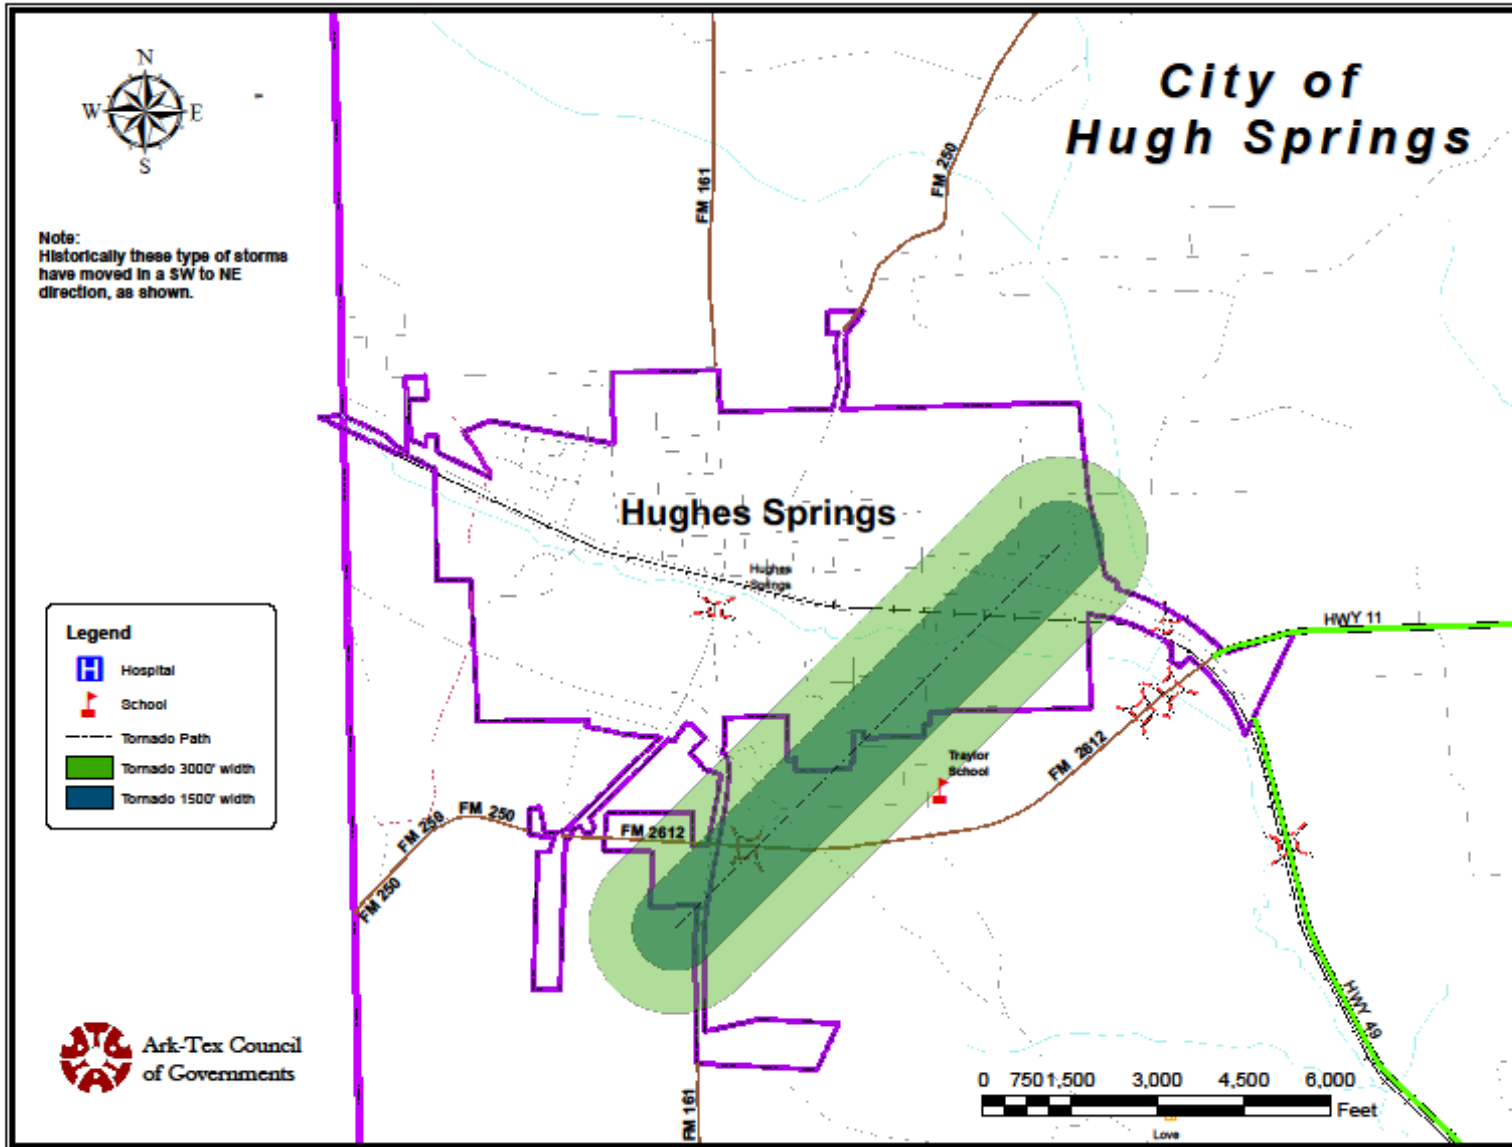 City of
Hugh Springs
N
W E
S
Note:
Historically these type of storms
have moved in a SW to NE
direction, as shown.
FM 161
FM 250
Hughes Springs
Hughes
Springs
HWY 11
Legend
H Hospital
School
Tornado Path
Tornado 3000' width
Tornado 1500' width
Traylor
School
FM 2612
FM 250
FM 250
FM 2612
FM 250
HWY 49
Ark-Tex Council
of Governments
FM 161
0 750 1,500 3,000 4,500 6,000
Feet
Love